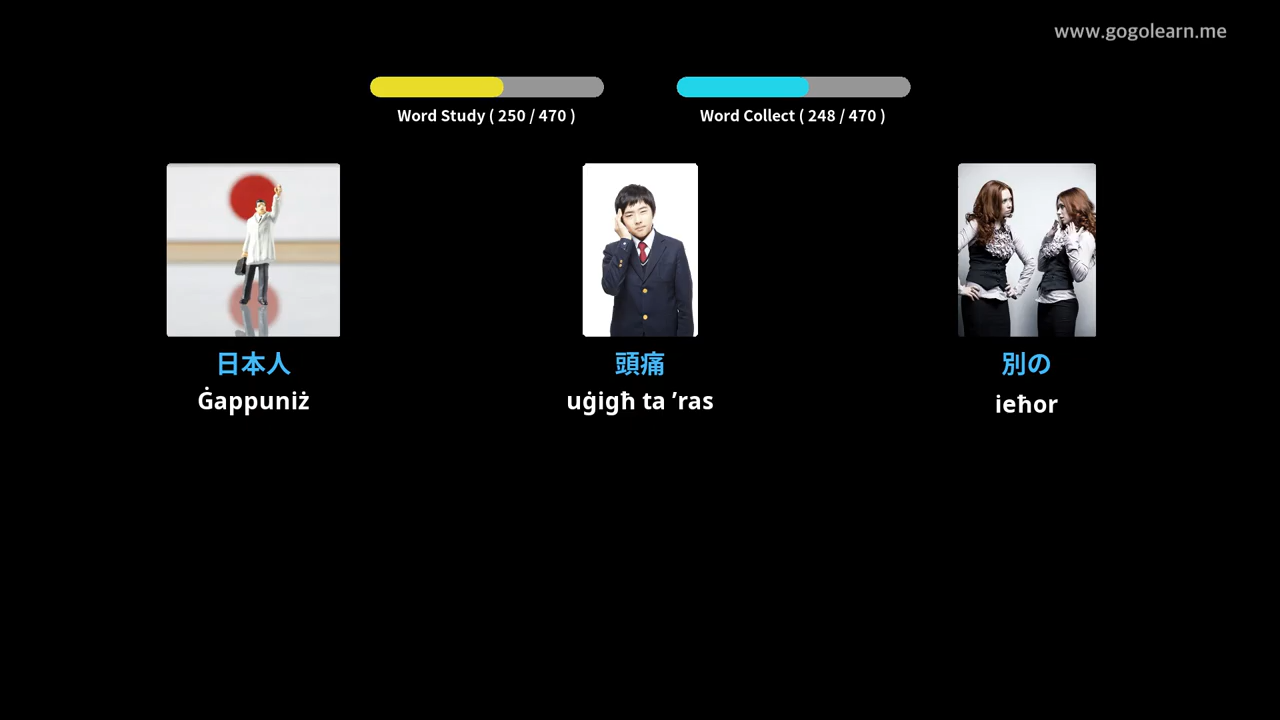 www.gogolearn.me
Word Study ( 250 / 470 )
Word Collect ( 248 / 470 )
日本人
Ġappuniż
頭痛
uġigħ ta ’ras
別の
ieħor